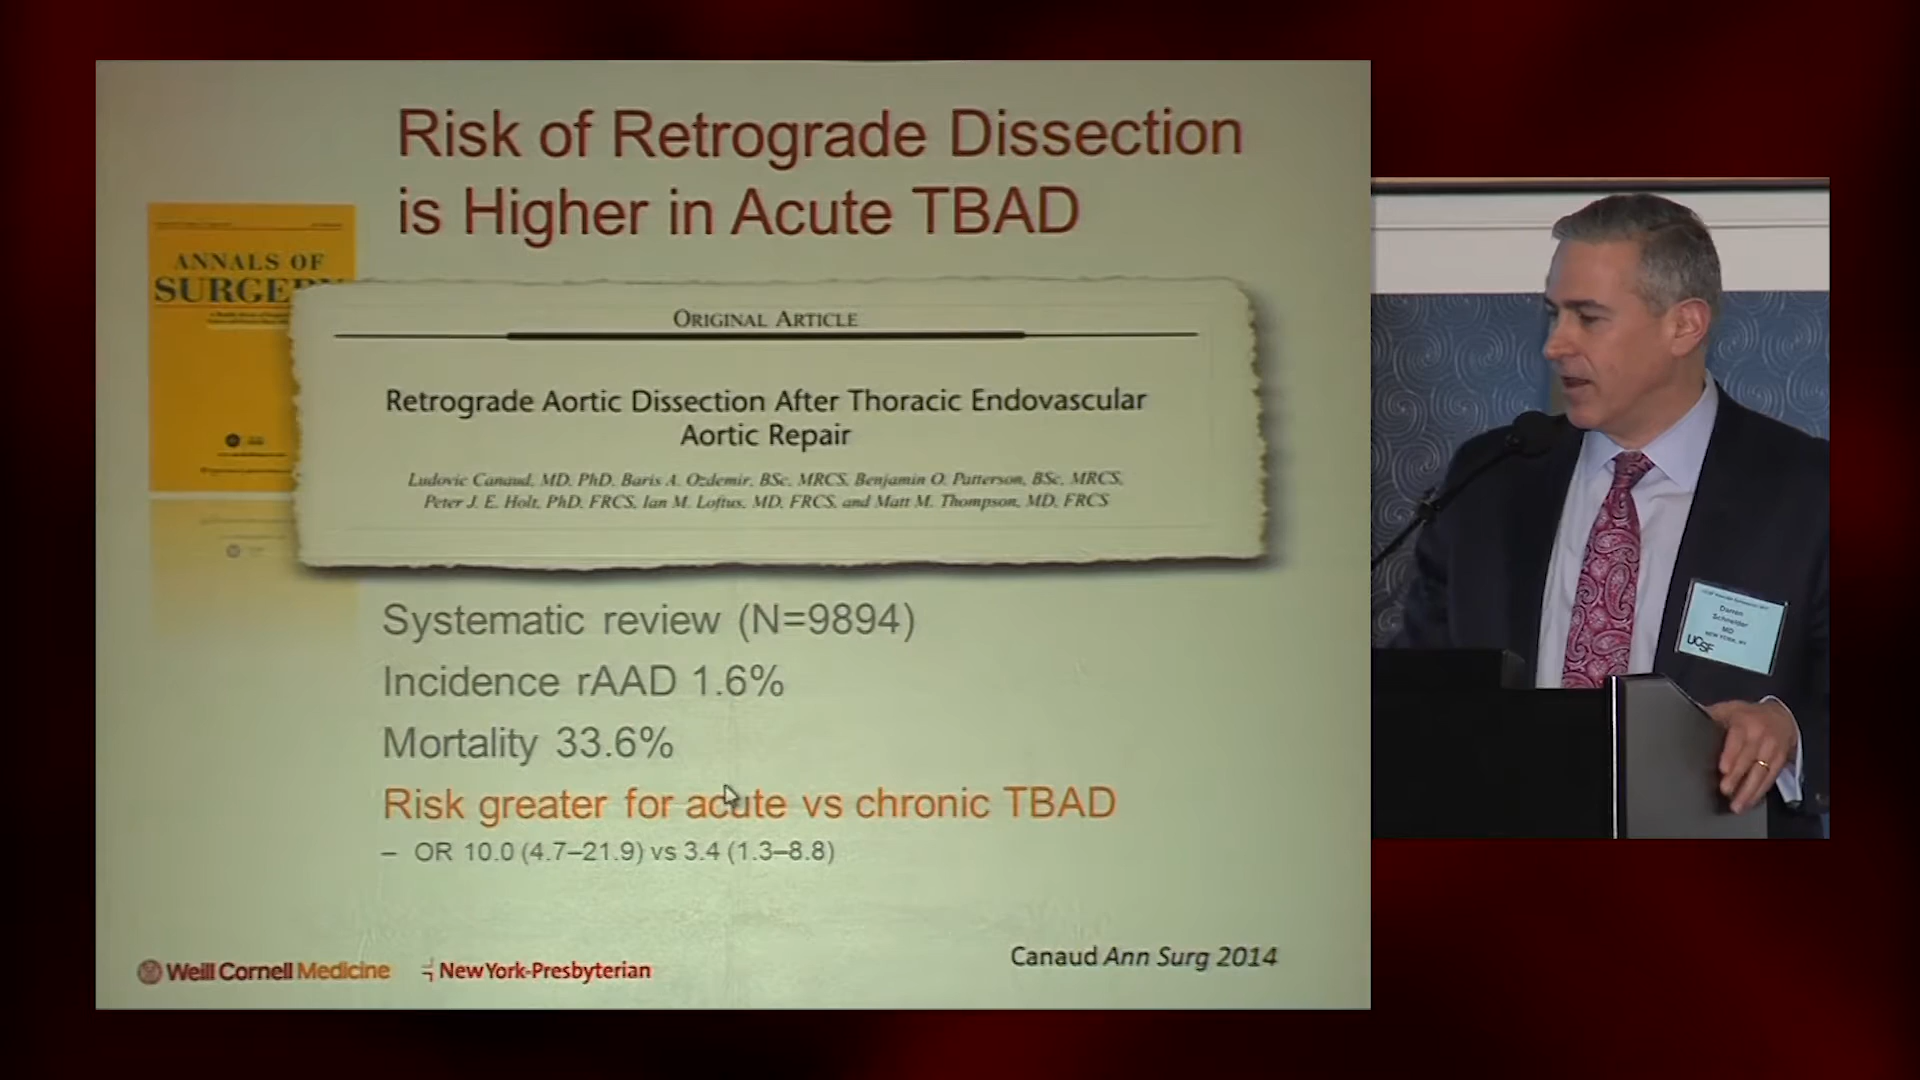 Risk of Retrograde Dissection
is Higher in Acute TBAD
ANNALS OF
SURGE
ORIGINAL ARTICLE
Retrograde Aortic Dissection After Thoracic Endovascular
Aortic Repair
Ludovic Canaud, MD, PhD, Baris A. Ozdemir, BSc, MRCS, Benjamin O. Patterson, BSc, MRCS,
Peter J. E. Holt, PhD, FRCS, Ian M. Loftus, MD, FRCS, and Matt M. Thompson, MD, FRCS
Systematic review (N=9894)
Incidence rAAD 1.6%
Mortality 33.6%
Risk greater for acute vs chronic TBAD
– OR 10.0 (4.7–21.9) vs 3.4 (1.3–8.8)
Canaud Ann Surg 2014
Weill Cornell Medicine
NewYork-Presbyterian
Darren
Schneider
MD
NEW YORK, NY
UCSF